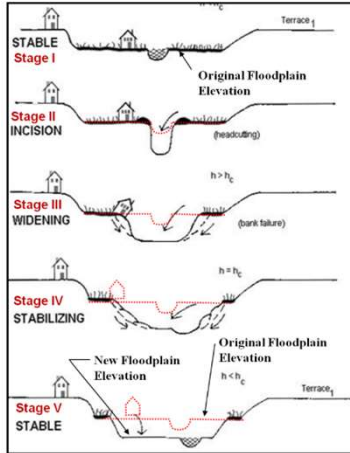 h < hc
Terrace1
STABLE
Stage I
Original Floodplain
Elevation
Stage II
INCISION
(headcutting)
h > hc
Stage III
WIDENING
(bank failure)
h = hc
Stage IV
STABILIZING
New Floodplain
Elevation
Original Floodplain
Elevation
h < hc
Stage V
STABLE
Terrace1